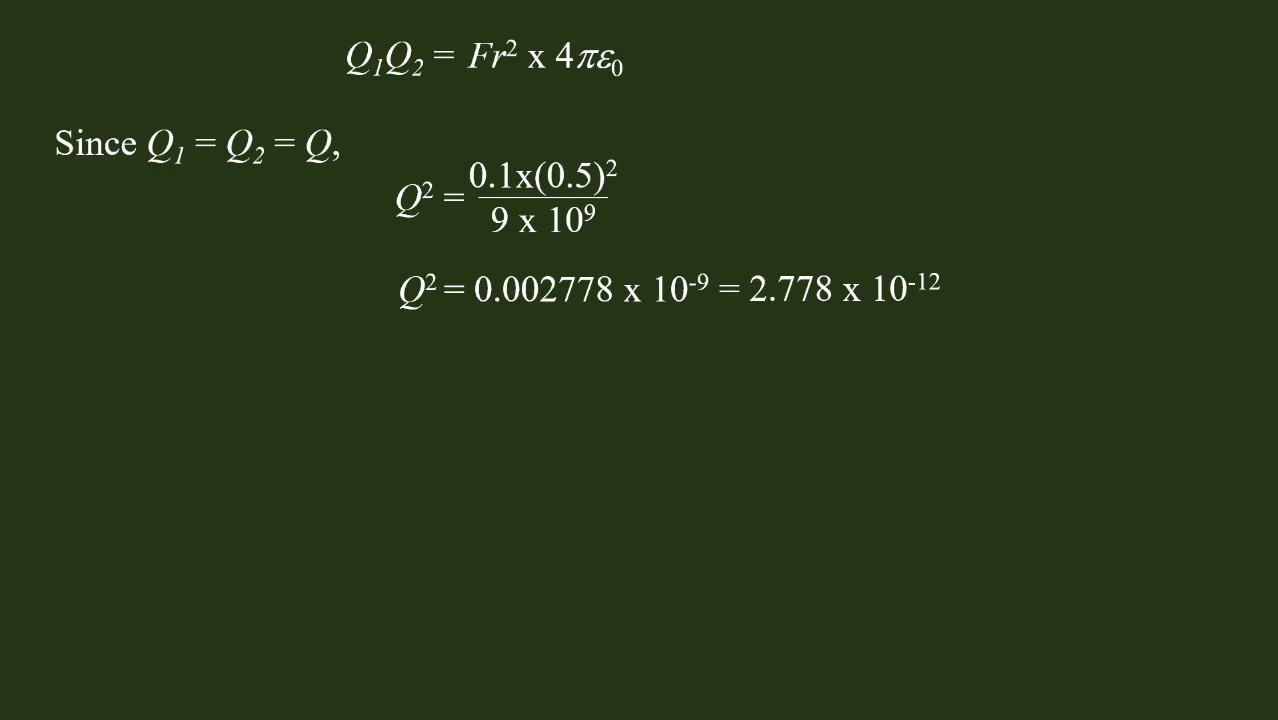 Q₁Q₂ = Fr² x 4πε₀
Since Q₁ = Q₂ = Q,
Q² = 0.1x(0.5)²
9 x 10⁹
Q² = 0.002778 x 10⁻⁹ = 2.778 x 10⁻¹²